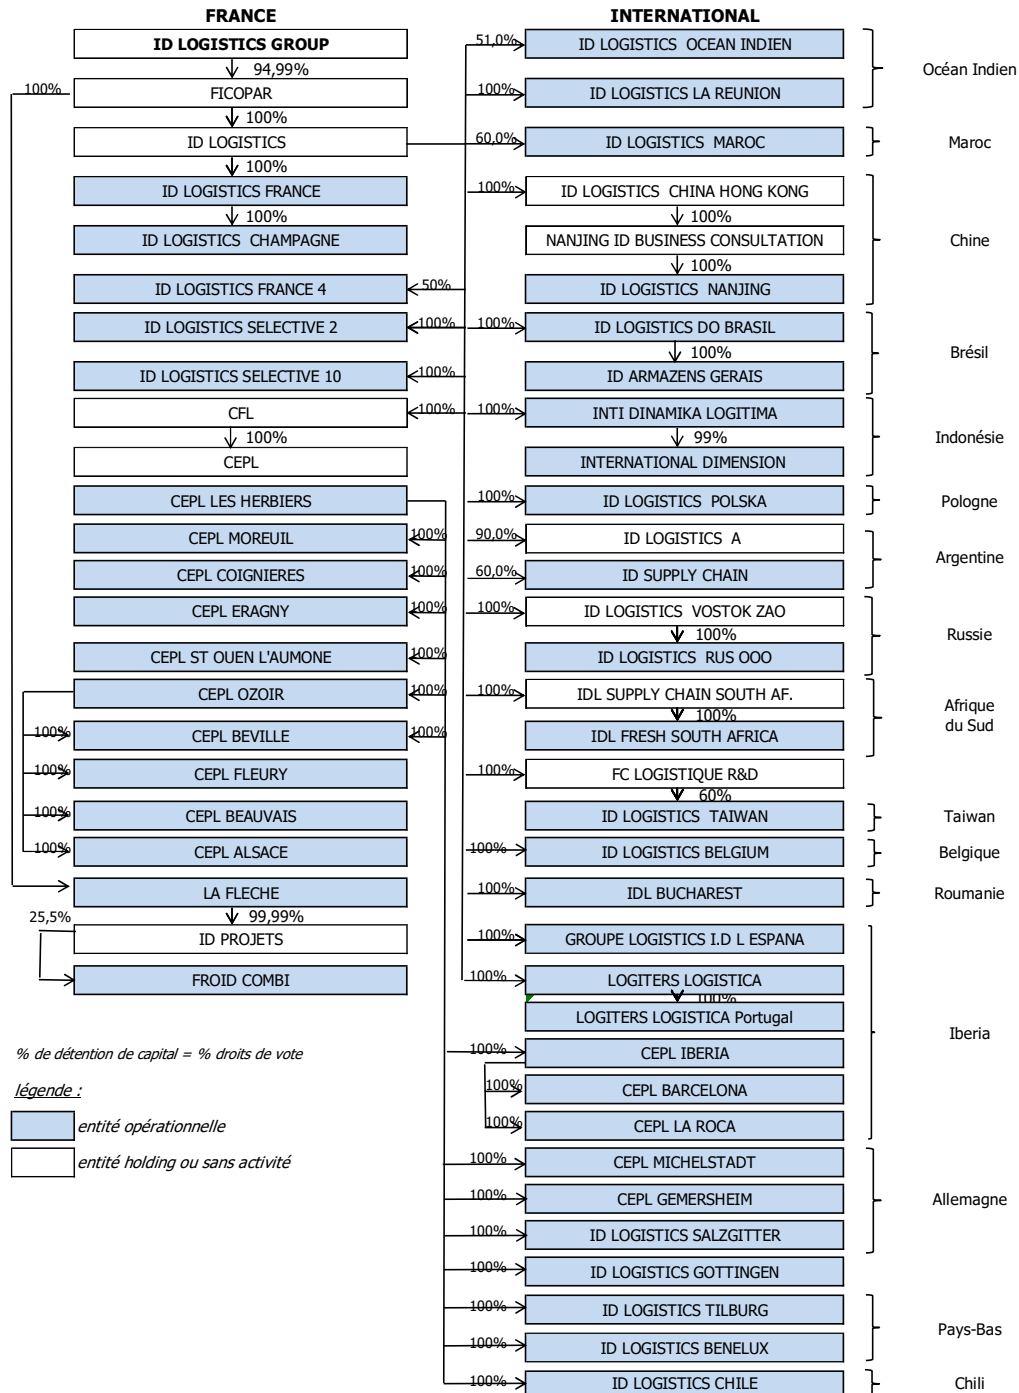 FRANCE
INTERNATIONAL
ID LOGISTICS GROUP
94,99%
100%
FICOPAR
100%
ID LOGISTICS
100%
ID LOGISTICS FRANCE
100%
ID LOGISTICS CHAMPAGNE
ID LOGISTICS FRANCE 4
50%
ID LOGISTICS SELECTIVE 2
100%
ID LOGISTICS SELECTIVE 10
100%
CFL
100%
100%
CEPL
CEPL LES HERBIERS
CEPL MOREUIL
100%
CEPL COIGNIERES
100%
CEPL ERAGNY
100%
CEPL ST OUEN L'AUMONE
100%
CEPL OZOIR
100%
100%
CEPL BEVILLE
100%
100%
CEPL FLEURY
100%
CEPL BEAUVAIS
100%
CEPL ALSACE
LA FLECHE
25,5%
99,99%
ID PROJETS
FROID COMBI
% de détention de capital = % droits de vote
légende :
entité opérationnelle
entité holding ou sans activité
51,0%
ID LOGISTICS OCEAN INDIEN
Océan Indien
100%
ID LOGISTICS LA REUNION
60,0%
ID LOGISTICS MAROC
Maroc
100%
ID LOGISTICS CHINA HONG KONG
100%
NANJING ID BUSINESS CONSULTATION
Chine
100%
ID LOGISTICS NANJING
100%
ID LOGISTICS DO BRASIL
100%
Brésil
ID ARMAZENS GERAIS
100%
INTI DINAMIKA LOGITIMA
99%
Indonésie
INTERNATIONAL DIMENSION
100%
ID LOGISTICS POLSKA
Pologne
90,0%
ID LOGISTICS A
Argentine
60,0%
ID SUPPLY CHAIN
100%
ID LOGISTICS VOSTOK ZAO
100%
Russie
ID LOGISTICS RUS OOO
100%
IDL SUPPLY CHAIN SOUTH AF.
100%
Afrique
du Sud
IDL FRESH SOUTH AFRICA
100%
FC LOGISTIQUE R&D
60%
ID LOGISTICS TAIWAN
Taiwan
100%
ID LOGISTICS BELGIUM
Belgique
100%
IDL BUCHAREST
Roumanie
100%
GROUPE LOGISTICS I.D L ESPANA
100%
LOGITERS LOGISTICA
100%
LOGITERS LOGISTICA Portugal
Iberia
100%
CEPL IBERIA
100%
CEPL BARCELONA
100%
CEPL LA ROCA
100%
CEPL MICHELSTADT
100%
CEPL GEMERSHEIM
Allemagne
100%
ID LOGISTICS SALZGITTER
100%
ID LOGISTICS GOTTINGEN
100%
ID LOGISTICS TILBURG
Pays-Bas
100%
ID LOGISTICS BENELUX
100%
ID LOGISTICS CHILE
Chili